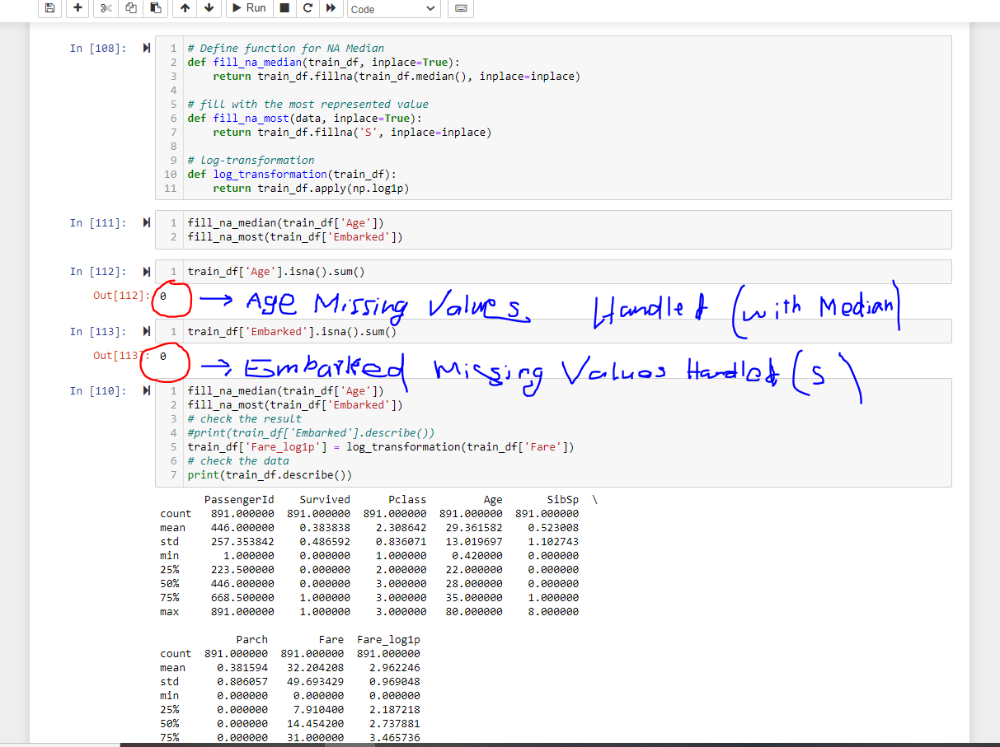 Run Code
In [108]: 1 # Define function for NA Median
2 def fill_na_median(train_df, inplace=True):
3 return train_df.fillna(train_df.median(), inplace=inplace)
4
5 # fill with the most represented value
6 def fill_na_most(data, inplace=True):
7 return train_df.fillna('S', inplace=inplace)
8
9 # log-transformation
10 def log_transformation(train_df):
11 return train_df.apply(np.log1p)
In [111]: 1 fill_na_median(train_df['Age'])
2 fill_na_most(train_df['Embarked'])
In [112]: 1 train_df['Age'].isna().sum()
Out[112]: 0 → Age Missing Values Handled (with Median)
In [113]: 1 train_df['Embarked'].isna().sum()
Out[113]: 0 → Embarked Missing Values Handled (S)
In [110]: 1 fill_na_median(train_df['Age'])
2 fill_na_most(train_df['Embarked'])
3 # check the result
4 #print(train_df['Embarked'].describe())
5 train_df['Fare_log1p'] = log_transformation(train_df['Fare'])
6 # check the data
7 print(train_df.describe())
PassengerId Survived Pclass Age SibSp \
count 891.000000 891.000000 891.000000 891.000000 891.000000
mean 446.000000 0.383838 2.308642 29.361582 0.523008
std 257.353842 0.486592 0.836071 13.019697 1.102743
min 1.000000 0.000000 1.000000 0.420000 0.000000
25% 223.500000 0.000000 2.000000 22.000000 0.000000
50% 446.000000 0.000000 3.000000 28.000000 0.000000
75% 668.500000 1.000000 3.000000 35.000000 1.000000
max 891.000000 1.000000 3.000000 80.000000 8.000000
Parch Fare Fare_log1p
count 891.000000 891.000000 891.000000
mean 0.381594 32.204208 2.962246
std 0.806057 49.693429 0.969048
min 0.000000 0.000000 0.000000
25% 0.000000 7.910400 2.187218
50% 0.000000 14.454200 2.737881
75% 0.000000 31.000000 3.465736